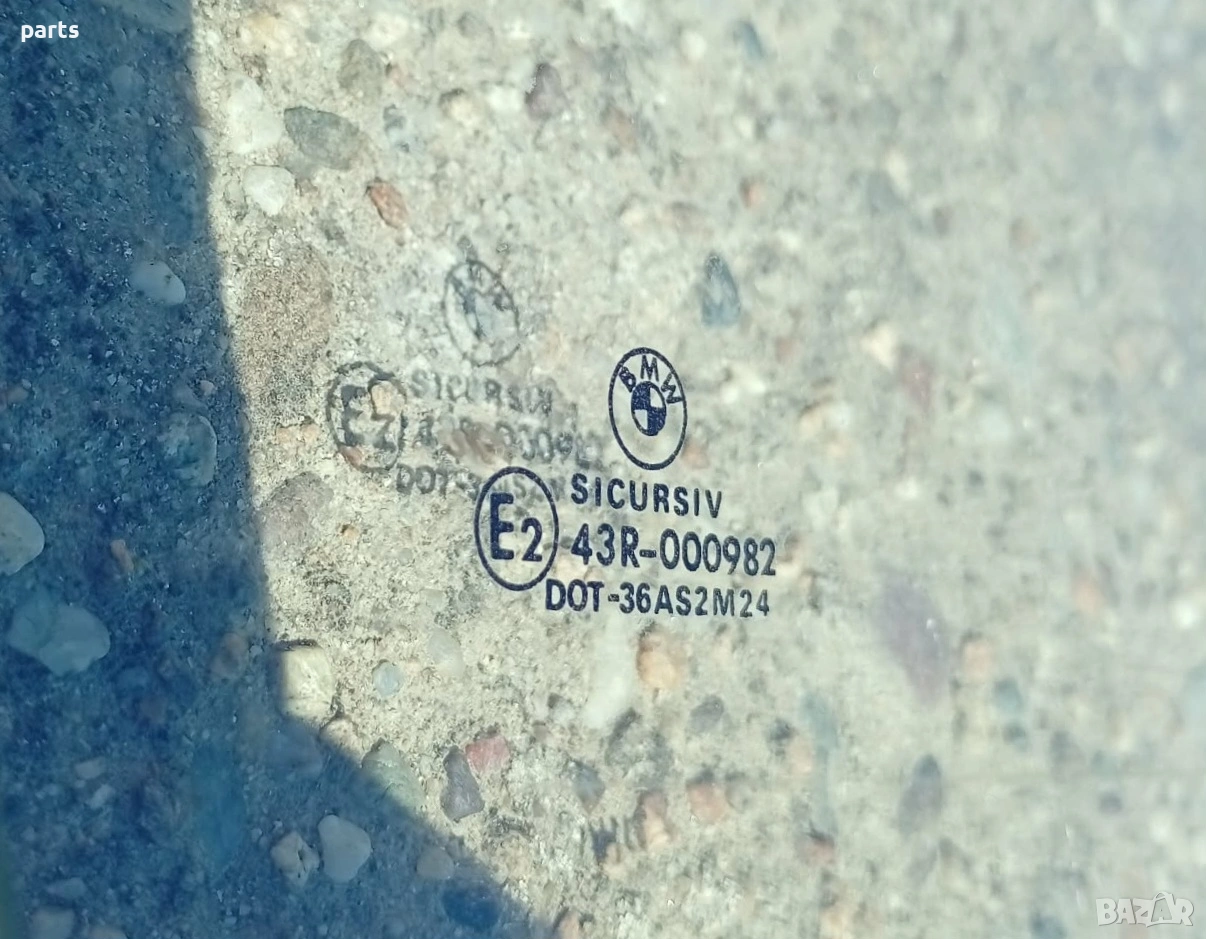 parts
BMW
SICURSIV
E2 43R-000982
DOT-36AS2M24
BAZAR